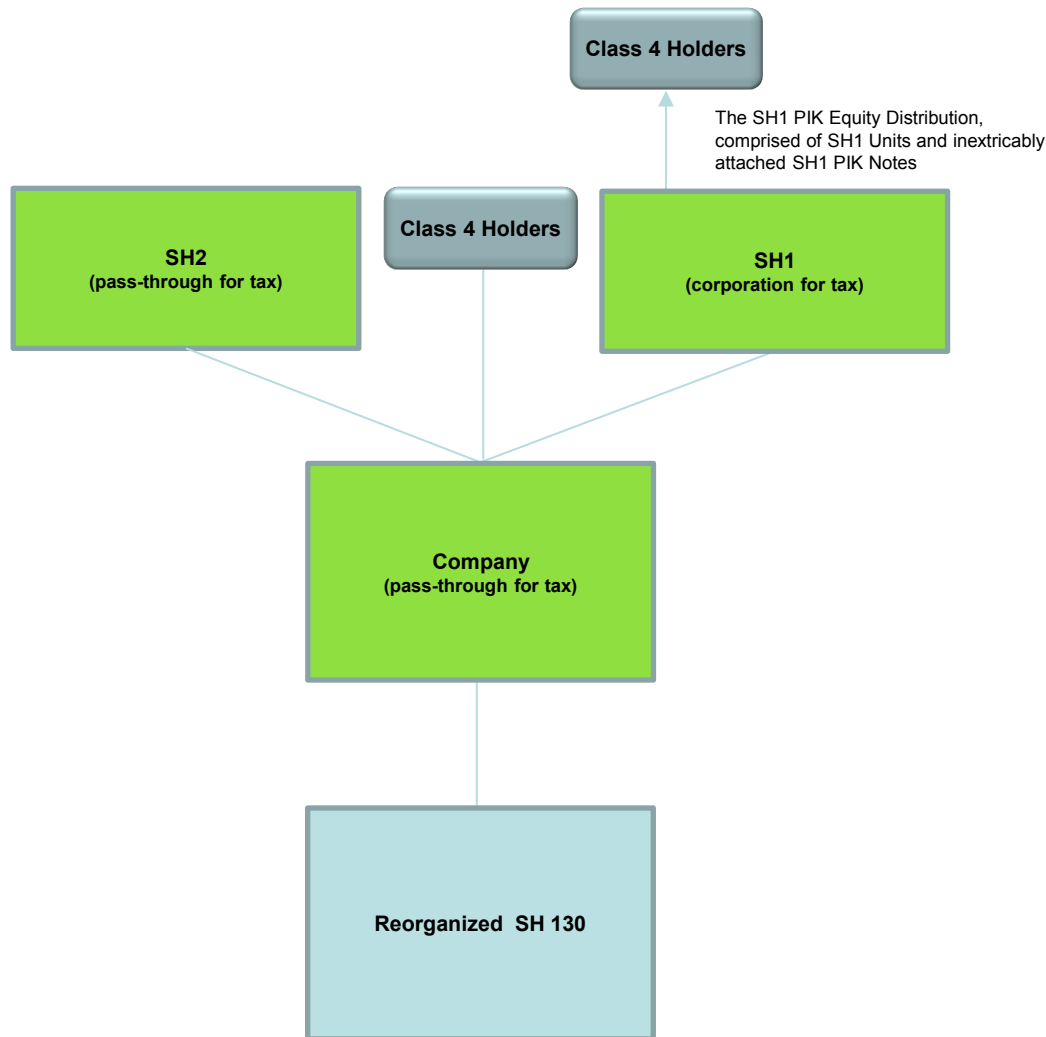 Class 4 Holders
The SH1 PIK Equity Distribution,
comprised of SH1 Units and inextricably
attached SH1 PIK Notes
SH2
(pass-through for tax)
Class 4 Holders
SH1
(corporation for tax)
Company
(pass-through for tax)
Reorganized SH 130